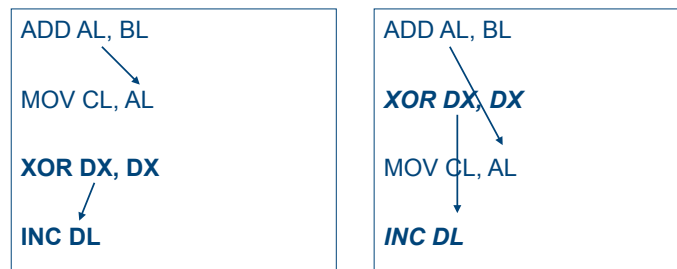 ADD AL, BL
MOV CL, AL
XOR DX, DX
INC DL
ADD AL, BL
XOR DX, DX
MOV CL, AL
INC DL